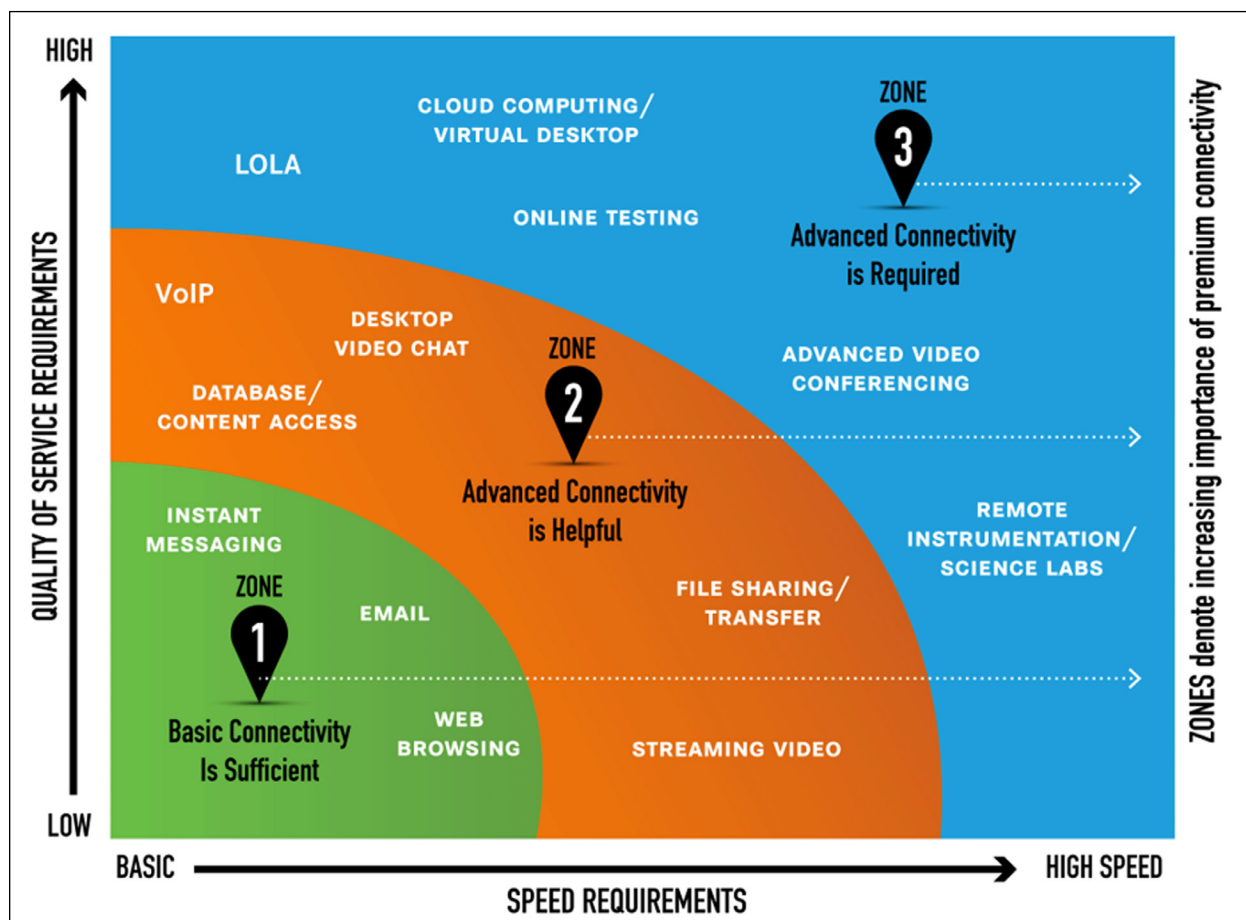 HIGH
CLOUD COMPUTING/
VIRTUAL DESKTOP
ZONE
3
LOLA
ONLINE TESTING
Advanced Connectivity
is Required
VoIP
DESKTOP
VIDEO CHAT
ZONE
2
ADVANCED VIDEO
CONFERENCING
DATABASE/
CONTENT ACCESS
Advanced Connectivity
is Helpful
INSTANT
MESSAGING
REMOTE
INSTRUMENTATION/
SCIENCE LABS
ZONE
1
EMAIL
FILE SHARING/
TRANSFER
Basic Connectivity
Is Sufficient
WEB
BROWSING
STREAMING VIDEO
LOW
QUALITY OF SERVICE REQUIREMENTS
BASIC
HIGH SPEED
SPEED REQUIREMENTS
ZONES denote increasing importance of premium connectivity